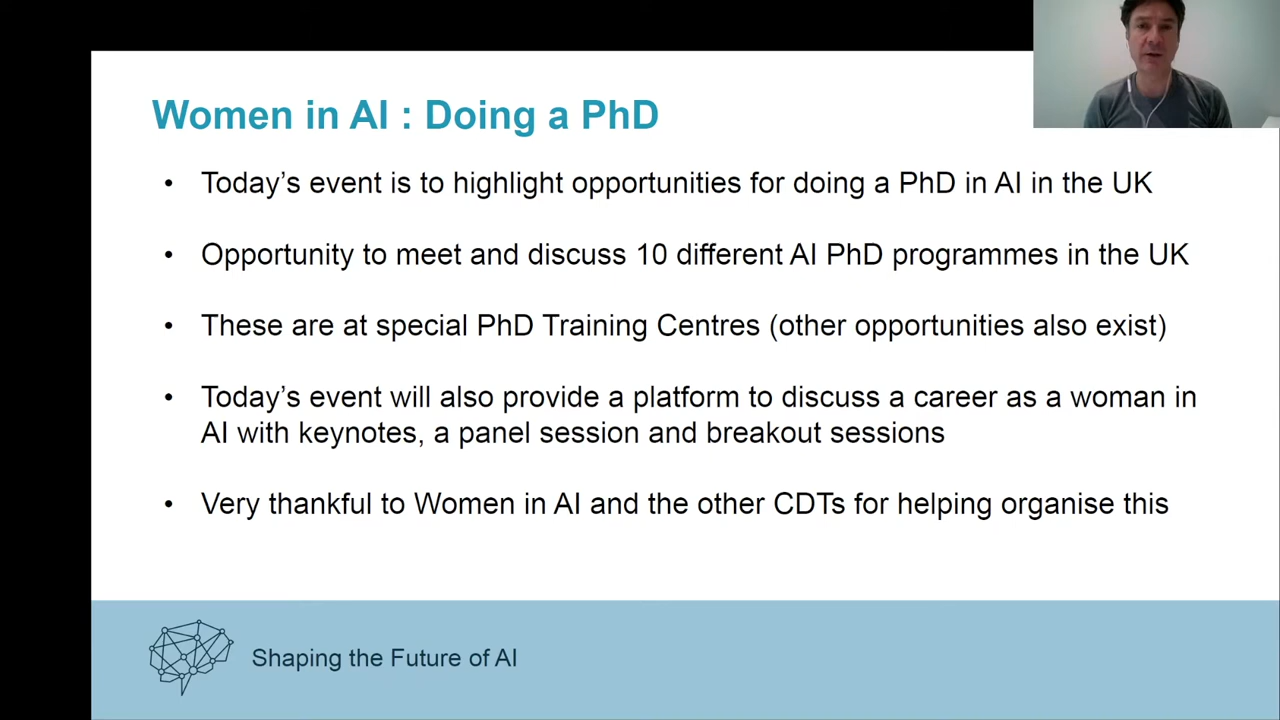 Women in AI : Doing a PhD
• Today’s event is to highlight opportunities for doing a PhD in AI in the UK
• Opportunity to meet and discuss 10 different AI PhD programmes in the UK
• These are at special PhD Training Centres (other opportunities also exist)
• Today’s event will also provide a platform to discuss a career as a woman in
AI with keynotes, a panel session and breakout sessions
• Very thankful to Women in AI and the other CDTs for helping organise this
Shaping the Future of AI